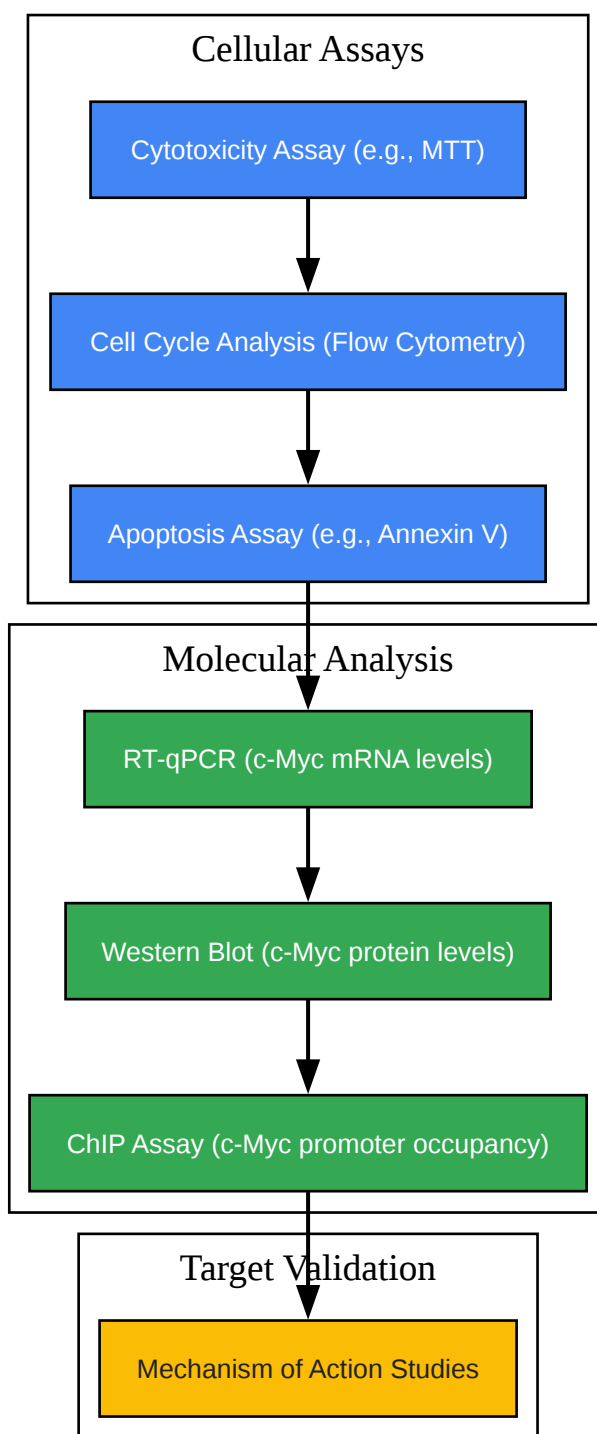 Cellular Assays
Cytotoxicity Assay (e.g., MTT)
Cell Cycle Analysis (Flow Cytometry)
Apoptosis Assay (e.g., Annexin V)
Molecular Analysis
RT-qPCR (c-Myc mRNA levels)
Western Blot (c-Myc protein levels)
ChIP Assay (c-Myc promoter occupancy)
Target Validation
Mechanism of Action Studies